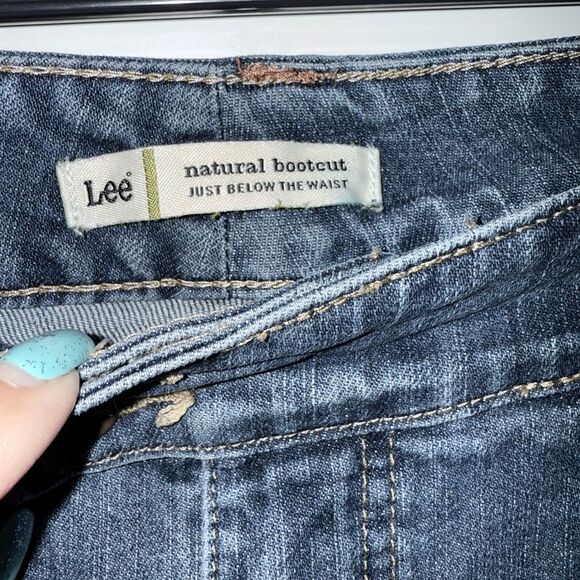 Lee®
natural bootcut
JUST BELOW THE WAIST